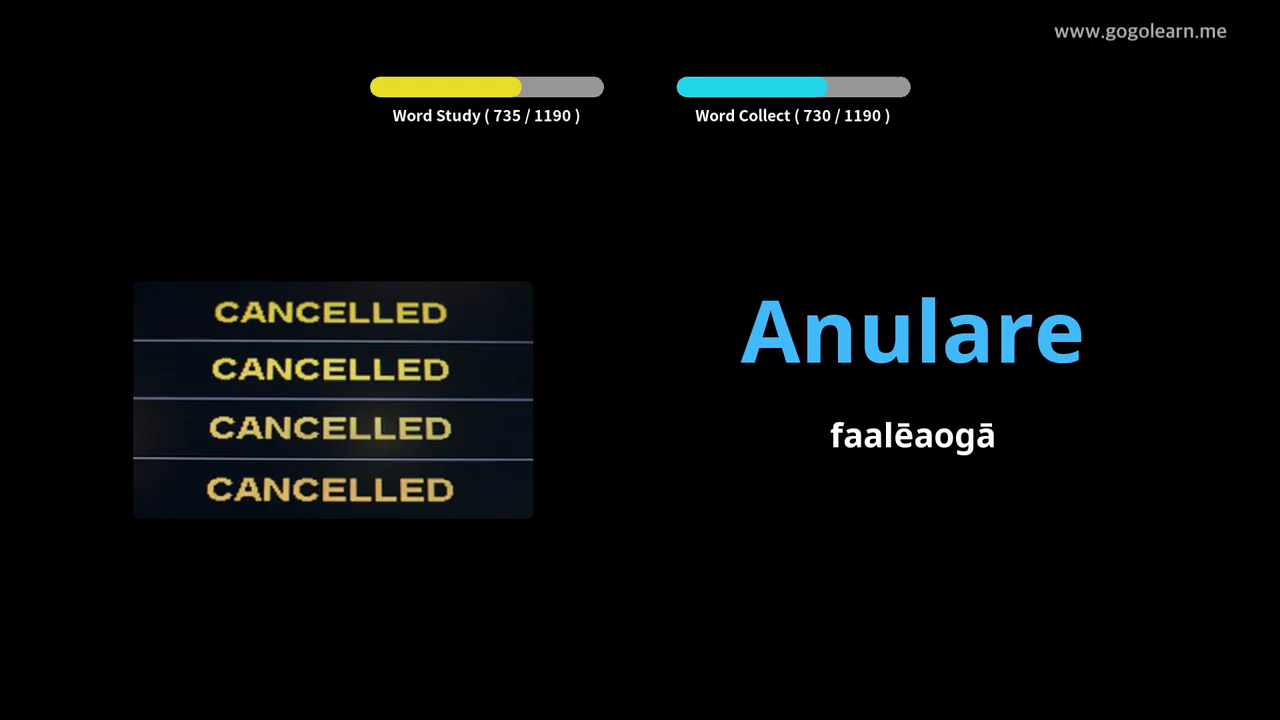 www.gogolearn.me
Word Study ( 735 / 1190 )
Word Collect ( 730 / 1190 )
CANCELLED
CANCELLED
CANCELLED
CANCELLED
Anulare
faalēaogā